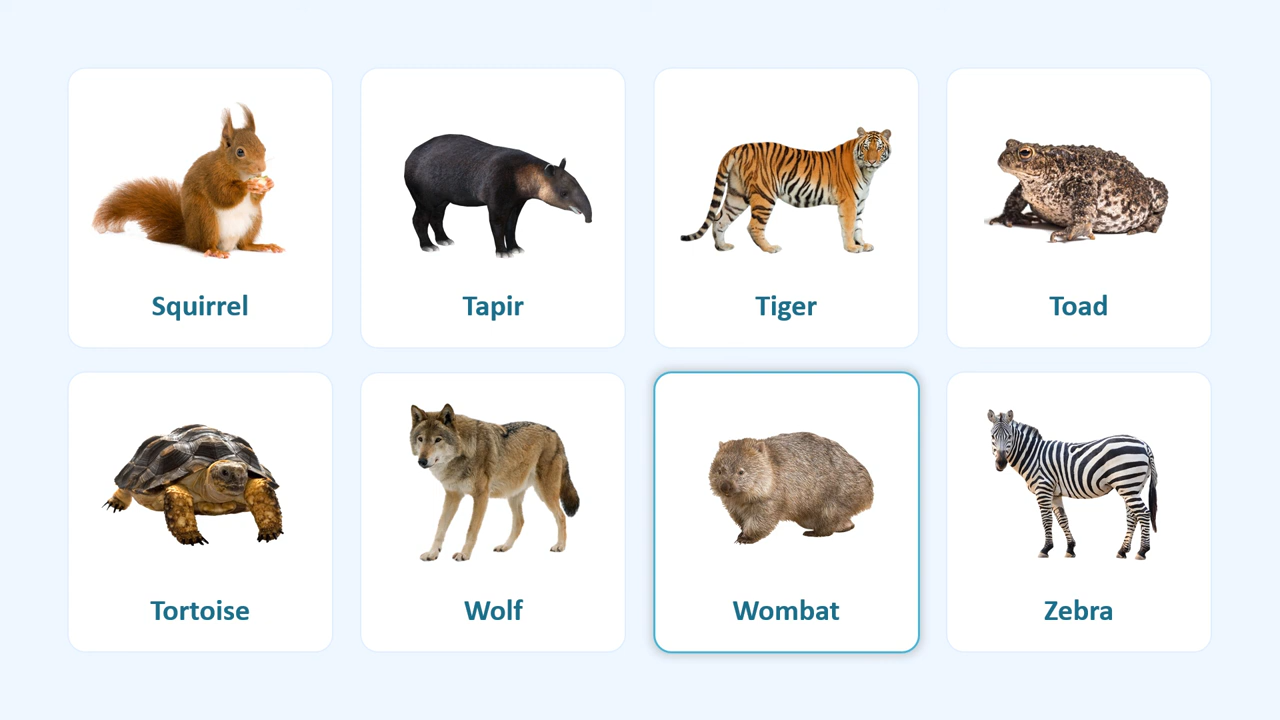 Squirrel
Tapir
Tiger
Toad
Tortoise
Wolf
Wombat
Zebra